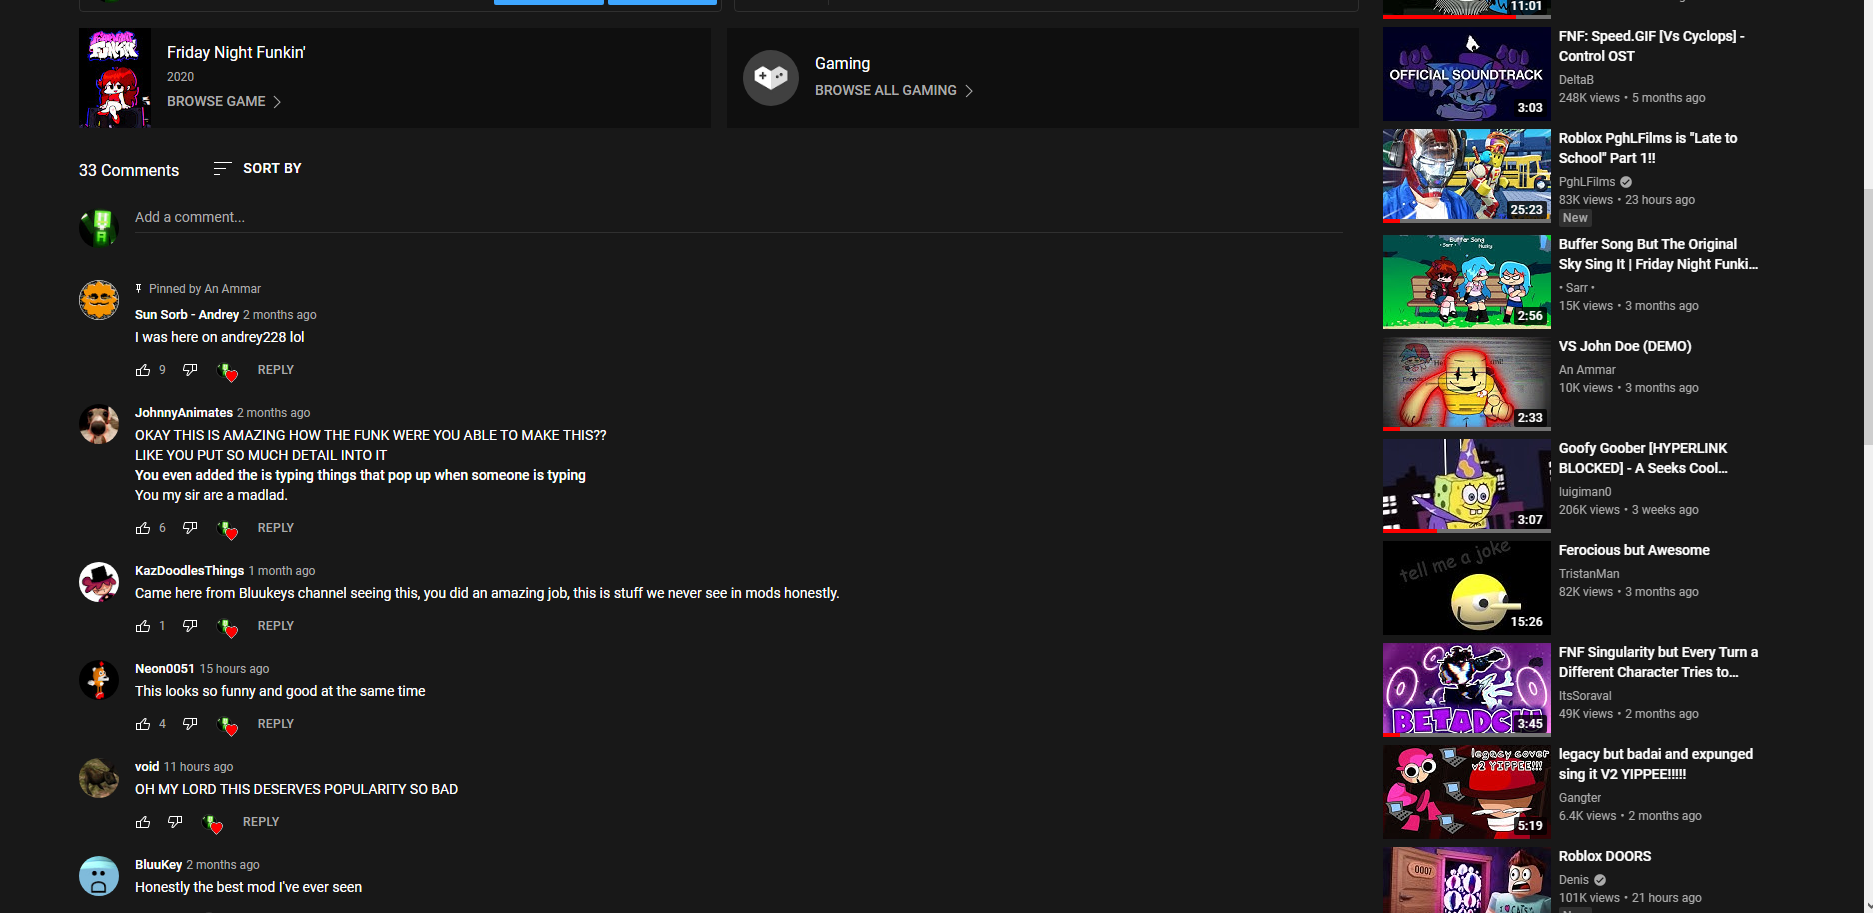 Friday Night Funkin'
2020
BROWSE GAME
Gaming
BROWSE ALL GAMING
33 Comments
SORT BY
Add a comment...
Pinned by An Ammar
Sun Sorb - Andrey 2 months ago
I was here on andrey228 lol
9
REPLY
JohnnyAnimates 2 months ago
OKAY THIS IS AMAZING HOW THE FUNK WERE YOU ABLE TO MAKE THIS??
LIKE YOU PUT SO MUCH DETAIL INTO IT
You even added the is typing things that pop up when someone is typing
You my sir are a madlad.
6
REPLY
KazDoodlesThings 1 month ago
Came here from Bluukeys channel seeing this, you did an amazing job, this is stuff we never see in mods honestly.
1
REPLY
Neon0051 15 hours ago
This looks so funny and good at the same time
4
REPLY
void 11 hours ago
OH MY LORD THIS DESERVES POPULARITY SO BAD
REPLY
BluuKey 2 months ago
Honestly the best mod I've ever seen
11:01
OFFICIAL SOUNDTRACK
3:03
FNF: Speed.GIF [Vs Cyclops] -
Control OST
DeltaB
248K views • 5 months ago
25:23
Roblox PghLFilms is "Late to
School" Part 1!!
PghLFilms
83K views • 23 hours ago
New
Buffer Song
• Sarr •
Husky
2:56
Buffer Song But The Original
Sky Sing It | Friday Night Funki...
• Sarr •
15K views • 3 months ago
2:33
VS John Doe (DEMO)
An Ammar
10K views • 3 months ago
3:07
Goofy Goober [HYPERLINK
BLOCKED] - A Seeks Cool...
luigiman0
206K views • 3 weeks ago
tell me a joke
15:26
Ferocious but Awesome
TristanMan
82K views • 3 months ago
3:45
FNF Singularity but Every Turn a
Different Character Tries to...
ItsSoraval
49K views • 2 months ago
legacy cover
v2 YIPPEE!!!
5:19
legacy but badai and expunged
sing it V2 YIPPEE!!!!!
Gangter
6.4K views • 2 months ago
0007
Roblox DOORS
Denis
101K views • 21 hours ago